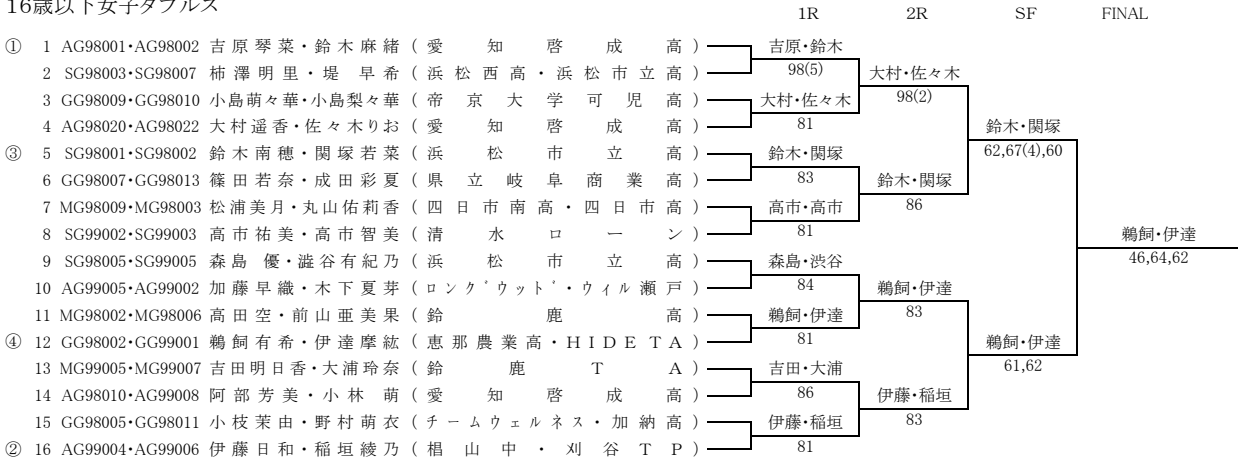 16歳以下女子ダブルス
1R 2R SF FINAL
① 1 AG98001・AG98002 吉原琴菜・鈴木麻緒 (愛知啓成高) 吉原・鈴木
2 SG98003・SG98007 柿澤明里・堤 早希 (浜松西高・浜松市立高) 98(5) 大村・佐々木
3 GG98009・GG98010 小島萌々華・小島梨々華 (帝京大学可児高) 大村・佐々木 98(2)
4 AG98020・AG98022 大村遥香・佐々木りお (愛知啓成高) 81 鈴木・関塚
③ 5 SG98001・SG98002 鈴木南穂・関塚若菜 (浜松市立高) 鈴木・関塚 62,67(4),60
6 GG98007・GG98013 篠田若奈・成田彩夏 (県立岐阜商業高) 83 鈴木・関塚
7 MG98009・MG98003 松浦美月・丸山佑莉香 (四日市南高・四日市高) 高市・高市 86
8 SG99002・SG99003 高市祐美・高市智美 (清水ローン) 81 鵜飼・伊達
9 SG98005・SG99005 森島 優・澁谷有紀乃 (浜松市立高) 森島・渋谷 46,64,62
10 AG99005・AG99002 加藤早織・木下夏芽 (ロングウッド・ウィル瀬戸) 84 鵜飼・伊達
11 MG98002・MG98006 高田空・前山亜美果 (鈴鹿高) 鵜飼・伊達 83
④ 12 GG98002・GG99001 鵜飼有希・伊達摩紘 (恵那農業高・HIDETA) 81 鵜飼・伊達
13 MG99005・MG99007 吉田明日香・大浦玲奈 (鈴鹿TA) 吉田・大浦 61,62
14 AG98010・AG99008 阿部芳美・小林 萌 (愛知啓成高) 86 伊藤・稲垣
15 GG98005・GG98011 小枝茉由・野村萌衣 (チームウェルネス・加納高) 伊藤・稲垣 83
② 16 AG99004・AG99006 伊藤日和・稲垣綾乃 (椙山中・刈谷TP) 81